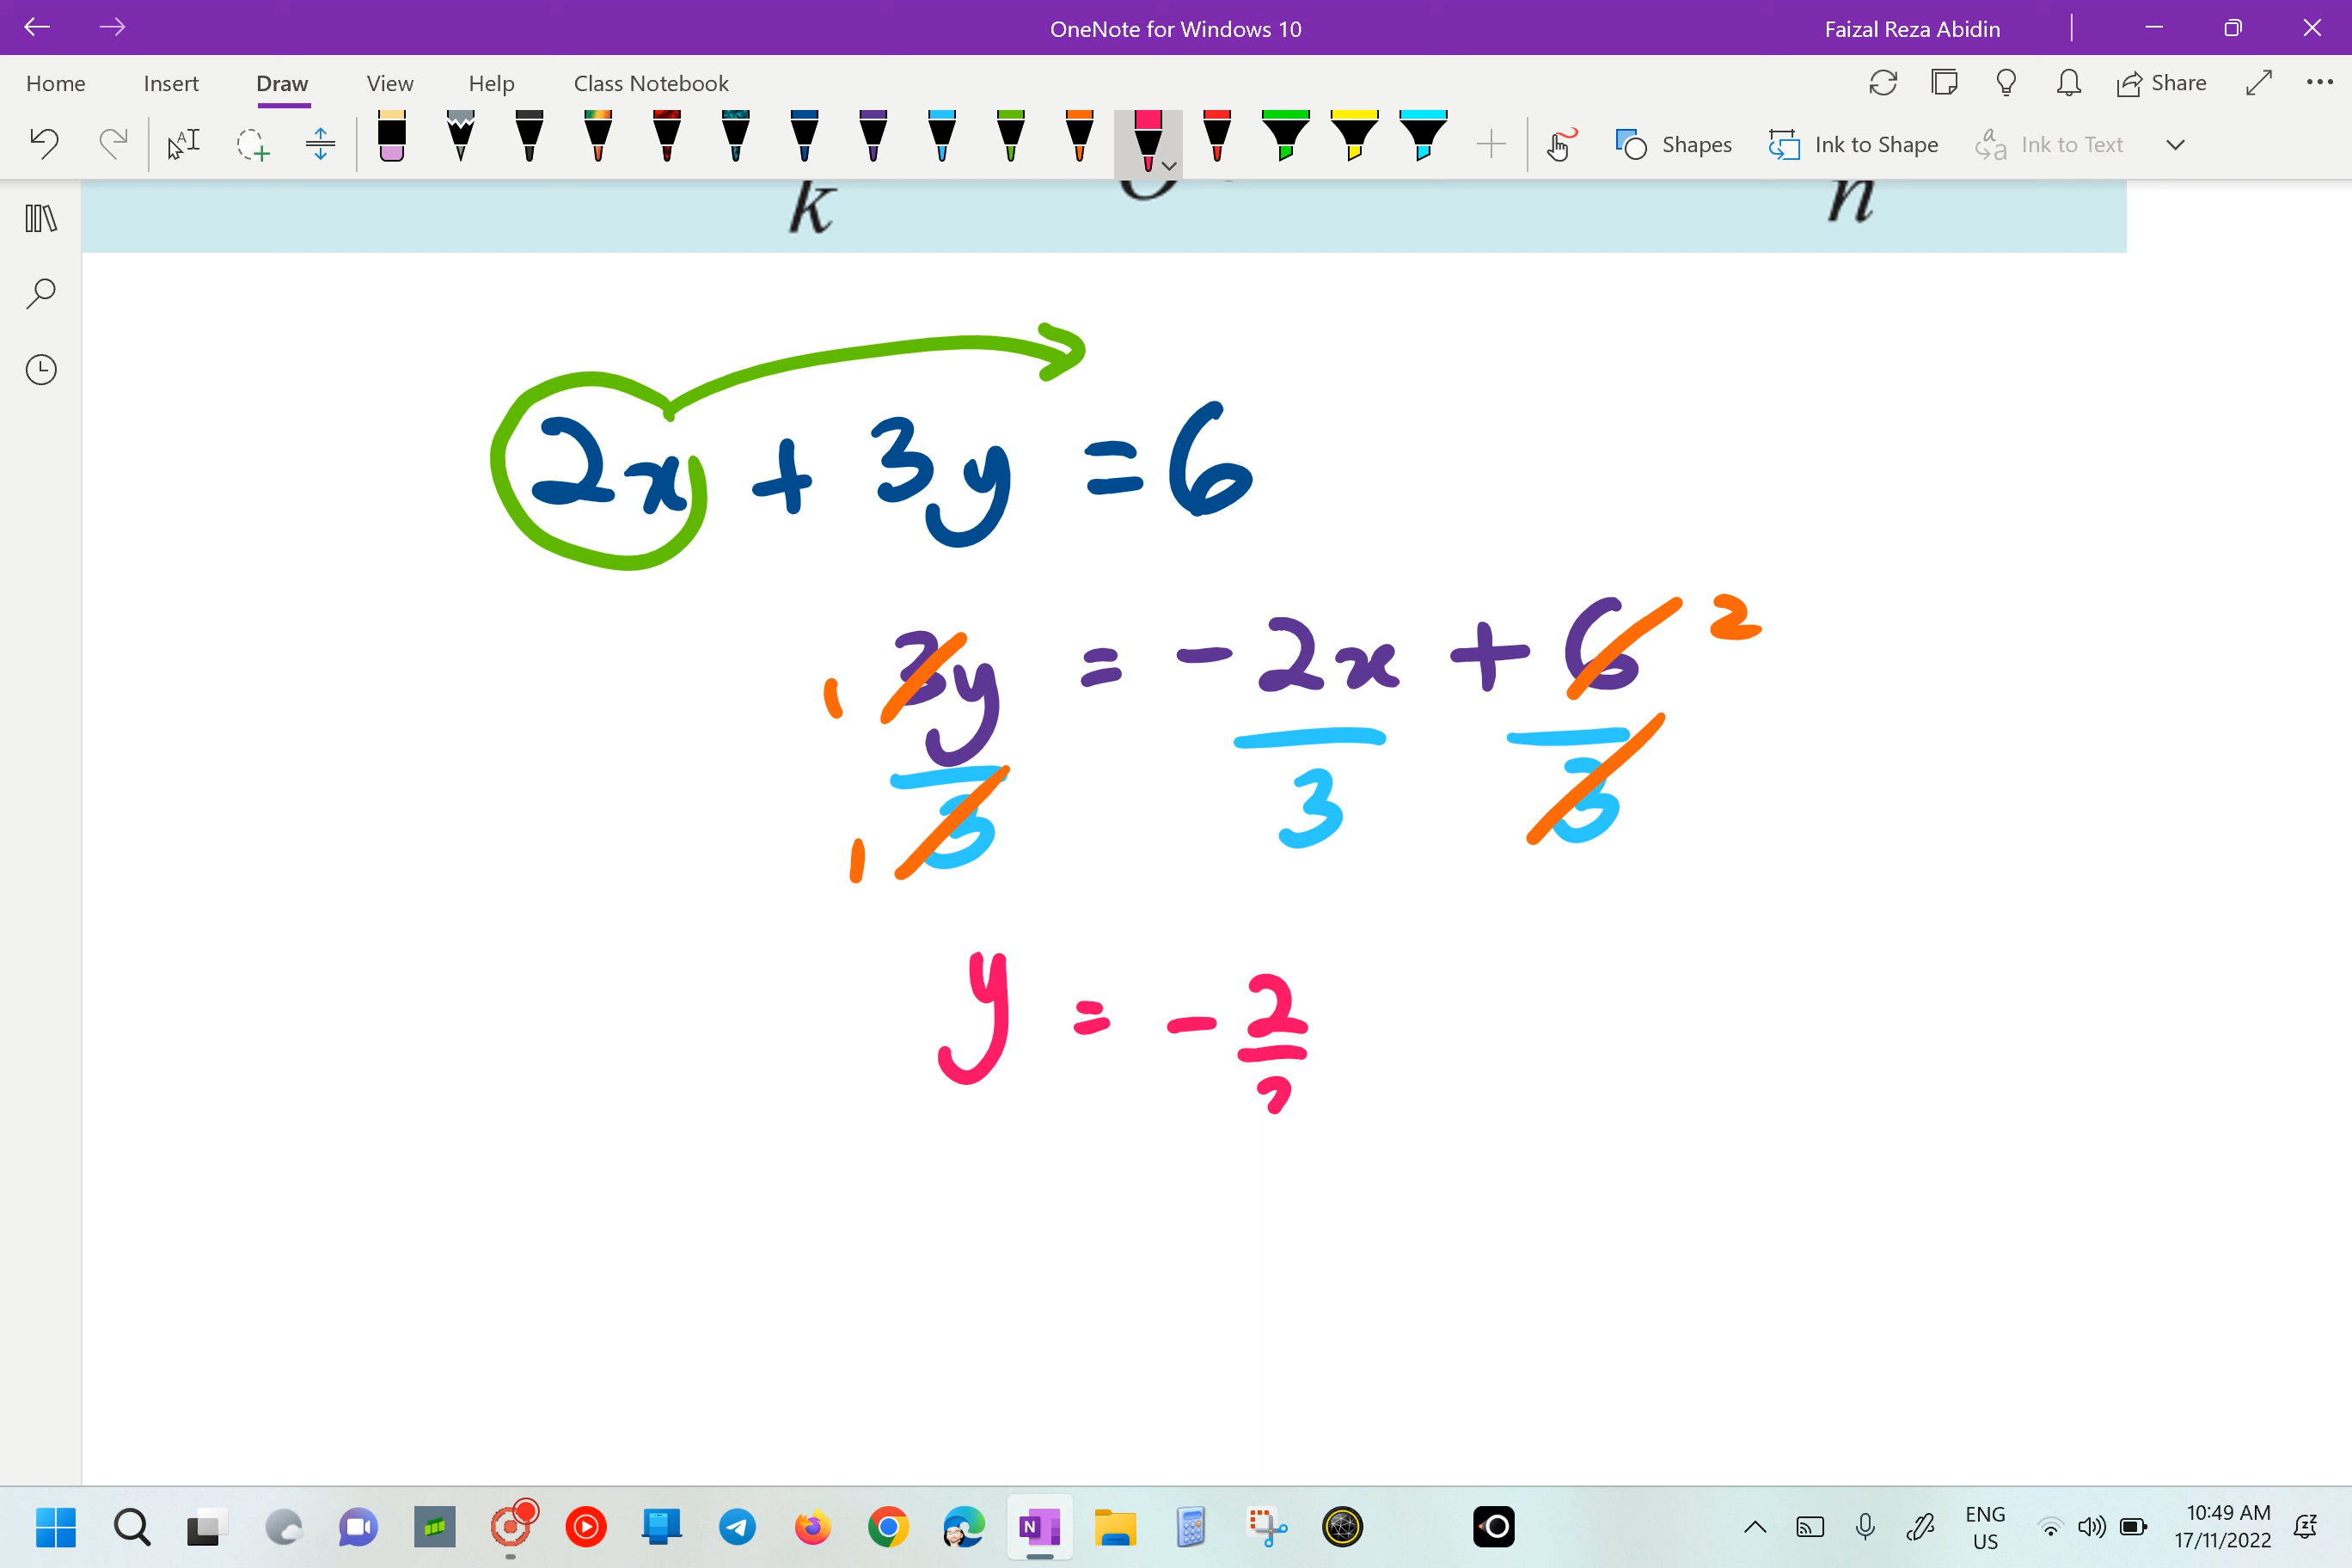 OneNote for Windows 10
Faizal Reza Abidin
Home Insert Draw View Help Class Notebook
Share
Shapes Ink to Shape Ink to Text
k n
2x + 3y = 6
3y = -2x + 6 2
1
3 3 3
1
y = - 2
ENG
US
10:49 AM
17/11/2022